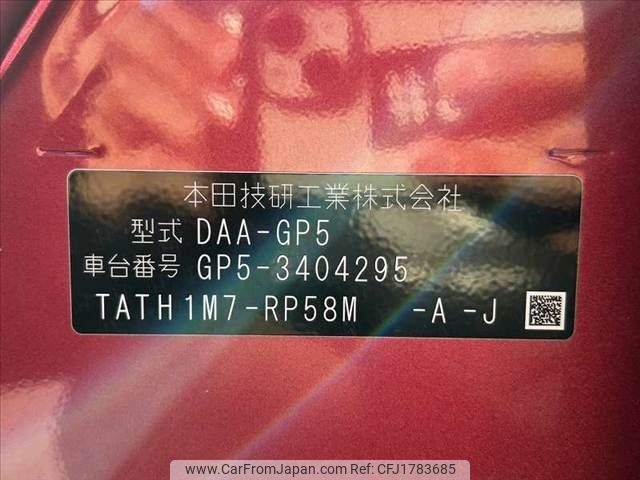 本田技研工業株式会社
型式 DAA-GP5
車台番号 GP5-3404295
TATH1M7-RP58M -A -J
www.CarFromJapan.com ID: CFJ1783685